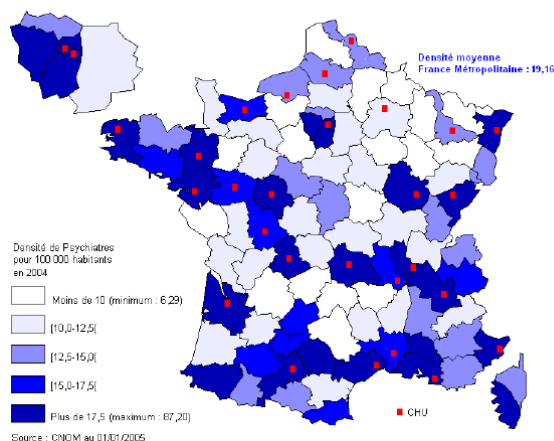 Densité moyenne
France Métropolitaine : 19,16
Densité de Psychiatres
pour 100 000 habitants
en 2004
Moins de 10 (minimum : 6,29)
[10,0-12,5[
[12,5-15,0[
[15,0-17,5[
Plus de 17,5 (maximum : 87,20)
CHU
Source : CNOM au 01/01/2005